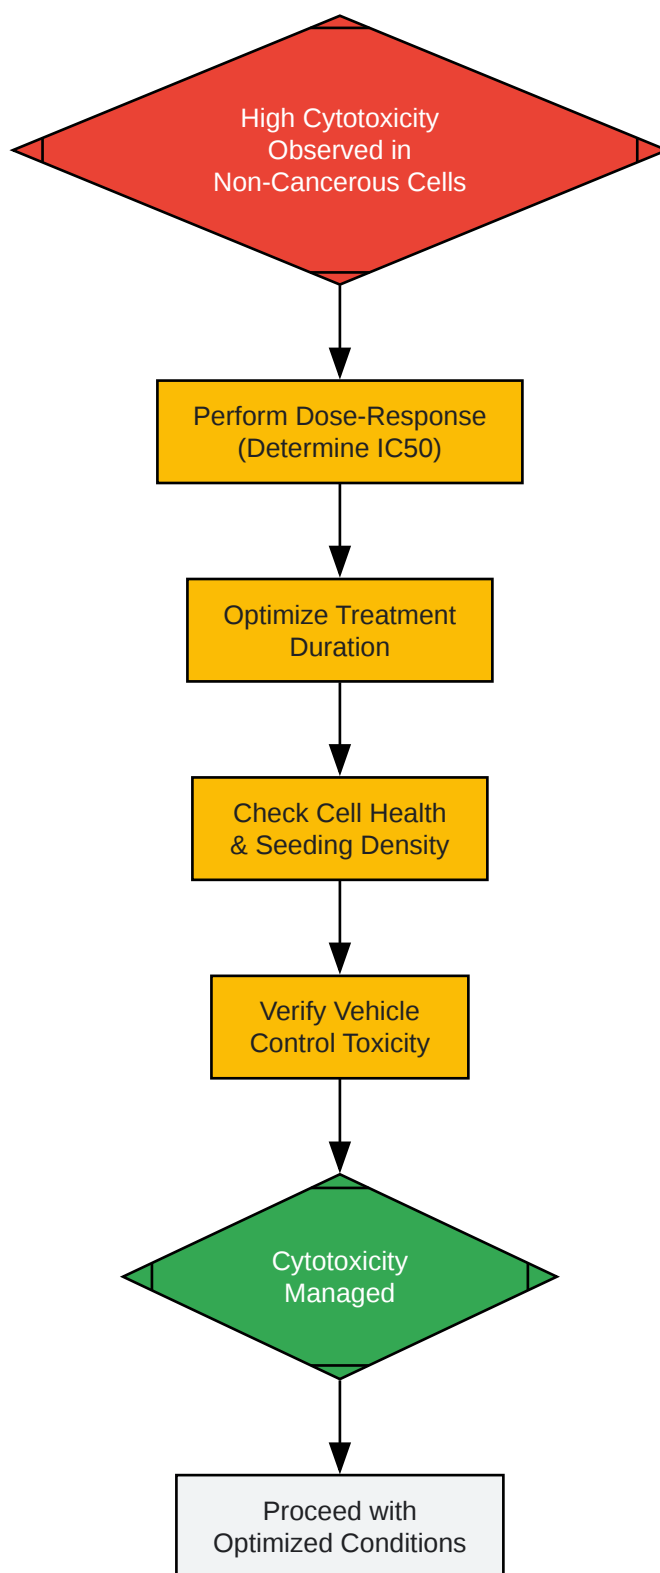 High Cytotoxicity
Observed in
Non-Cancerous Cells
Perform Dose-Response
(Determine IC50)
Optimize Treatment
Duration
Check Cell Health
& Seeding Density
Verify Vehicle
Control Toxicity
Cytotoxicity
Managed
Proceed with
Optimized Conditions